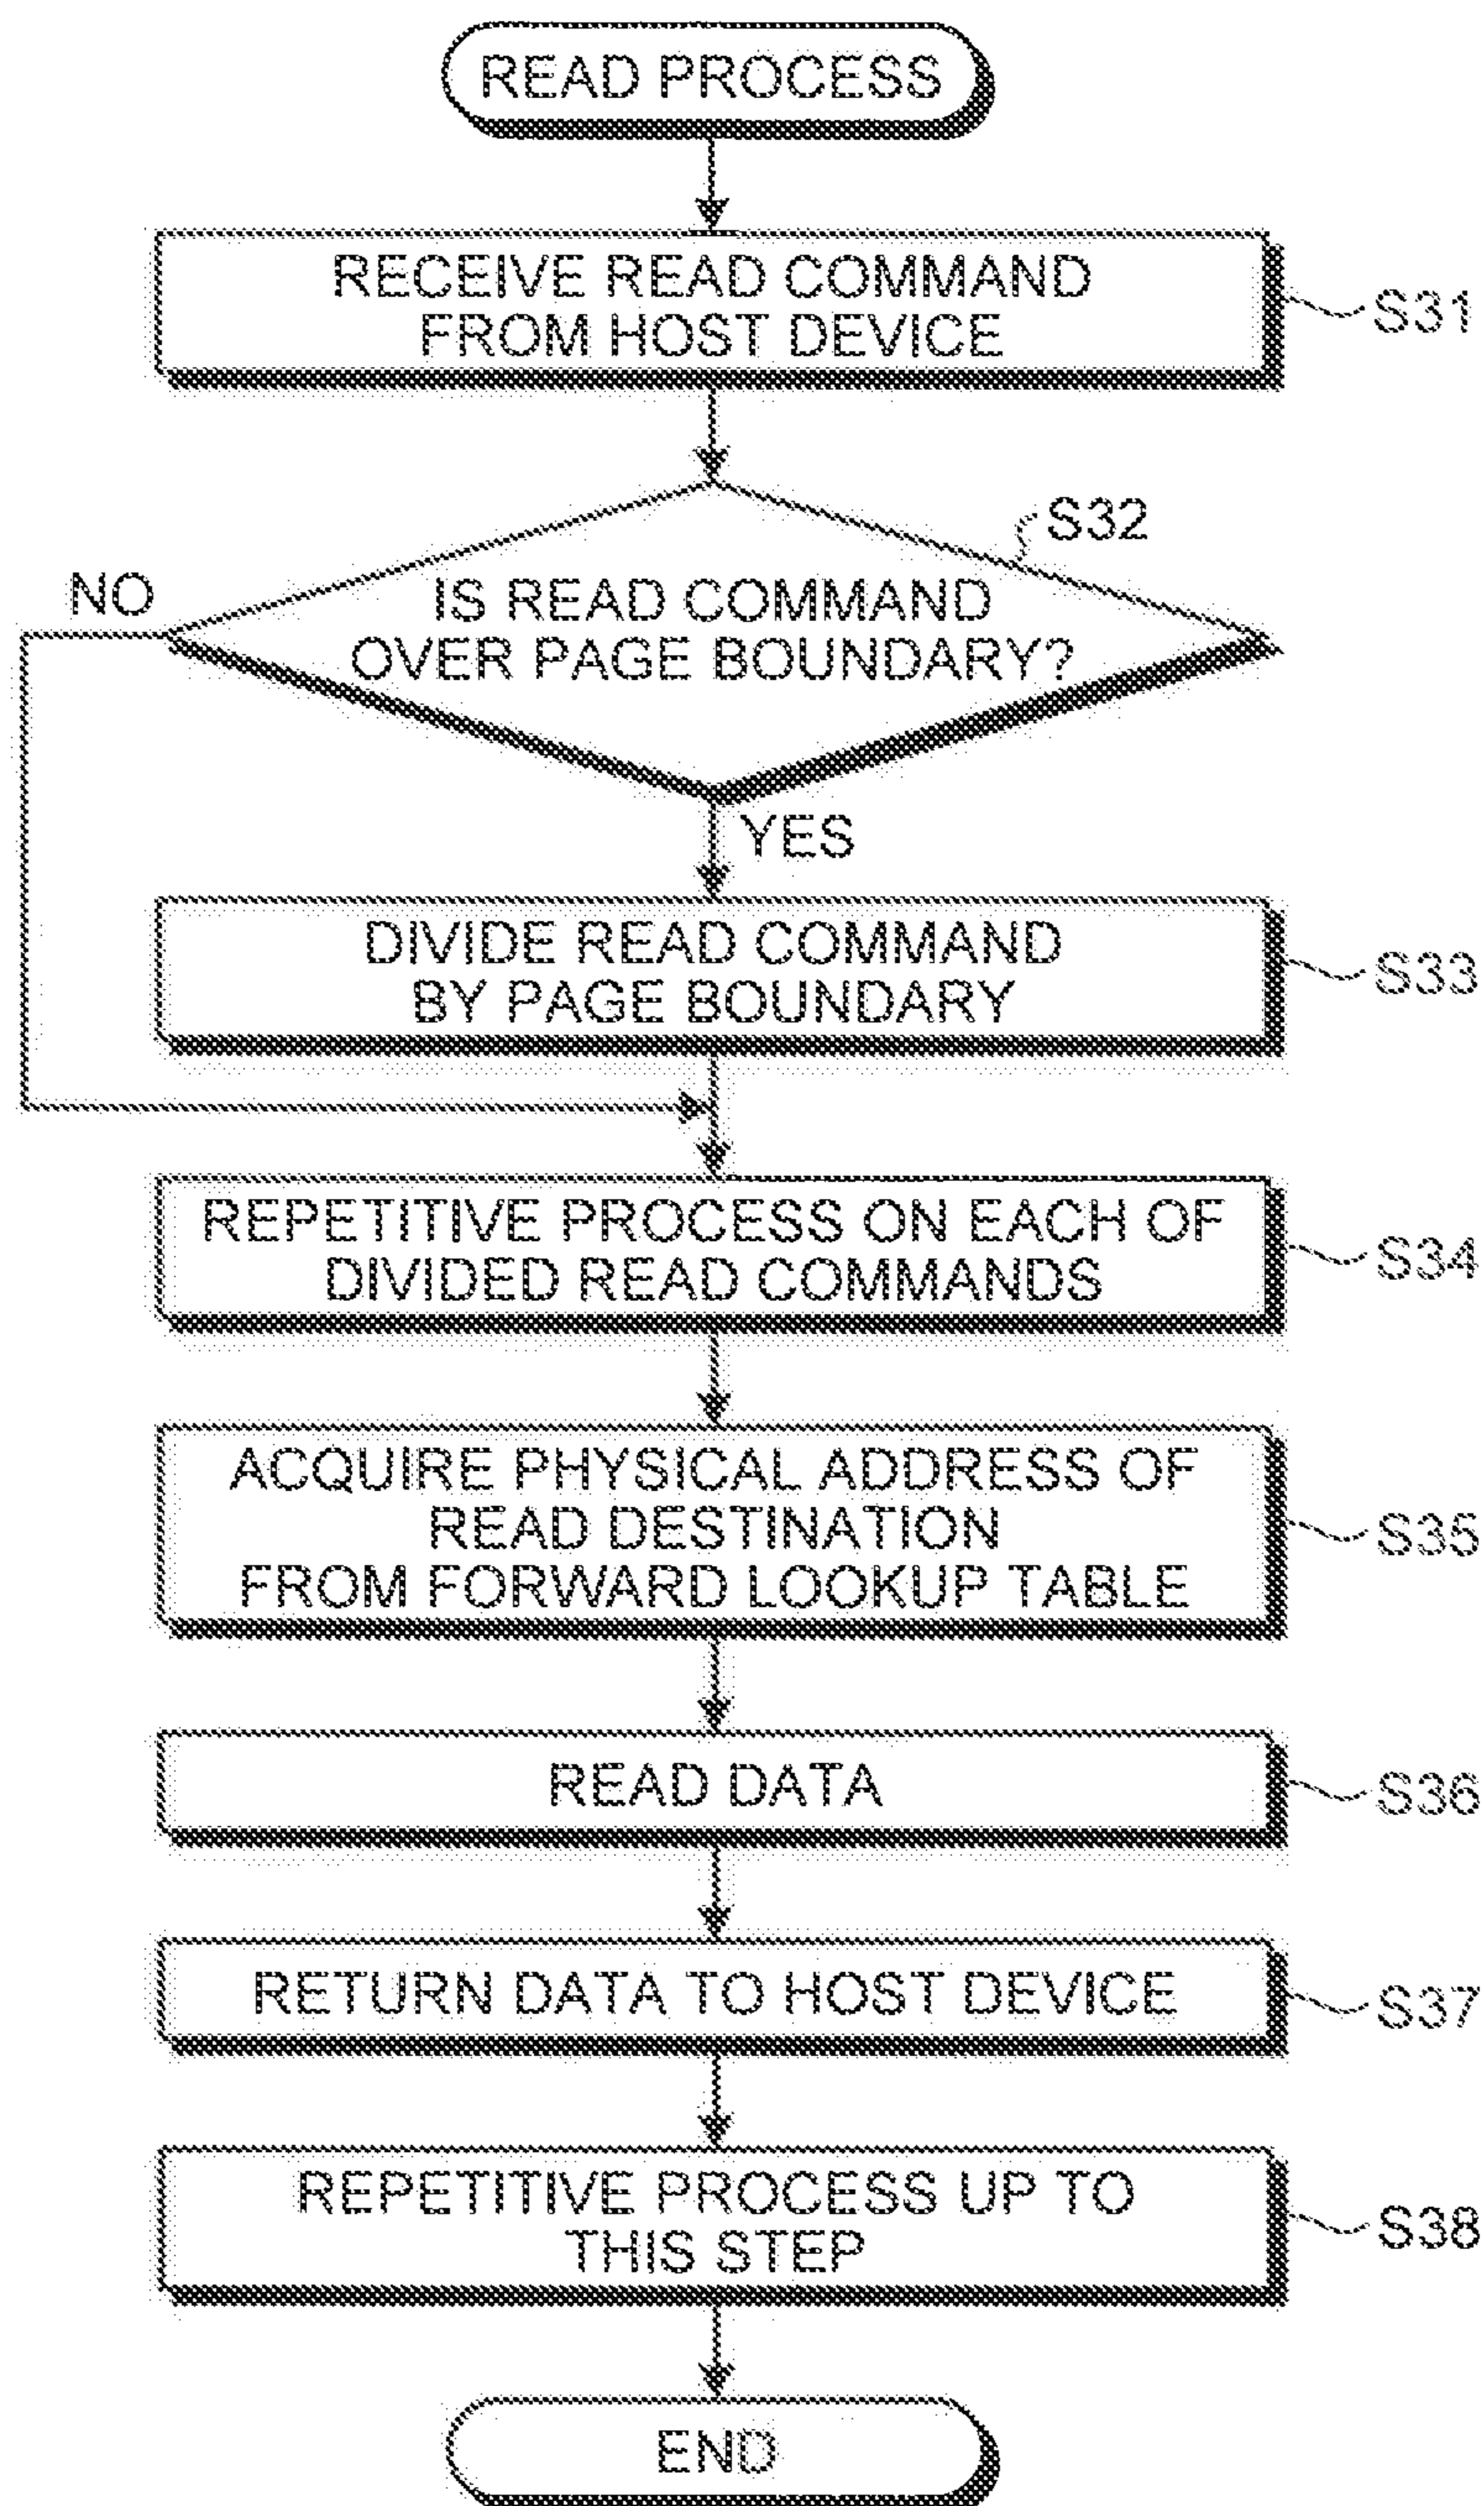 READ PROCESS
RECEIVE READ COMMAND
FROM HOST DEVICE
S31
S32
NO
IS READ COMMAND
OVER PAGE BOUNDARY?
YES
DIVIDE READ COMMAND
BY PAGE BOUNDARY
S33
REPETITIVE PROCESS ON EACH OF
DIVIDED READ COMMANDS
S34
ACQUIRE PHYSICAL ADDRESS OF
READ DESTINATION
FROM FORWARD LOOKUP TABLE
S35
READ DATA
S36
RETURN DATA TO HOST DEVICE
S37
REPETITIVE PROCESS UP TO
THIS STEP
S38
END